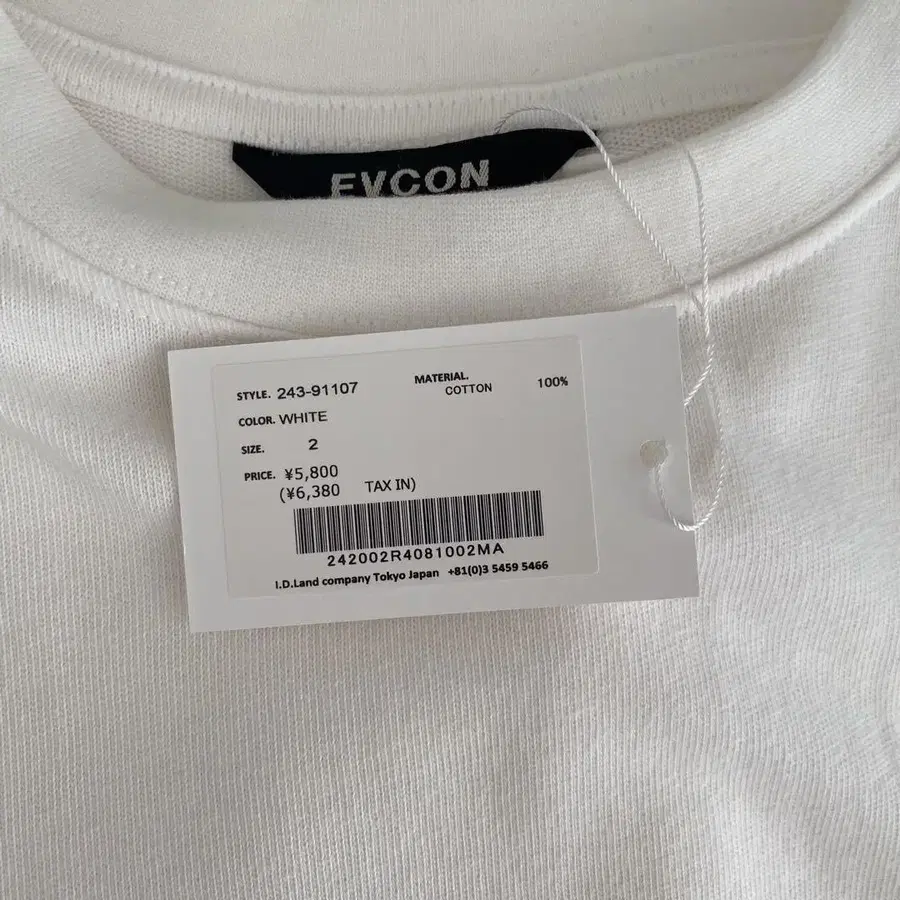 EVCON
STYLE. 243-91107
MATERIAL.
COTTON 100%
COLOR. WHITE
SIZE. 2
PRICE. ¥5,800
(¥6,380 TAX IN)
242002R4081002MA
I.D.Land company Tokyo Japan +81(0)3 5459 5466